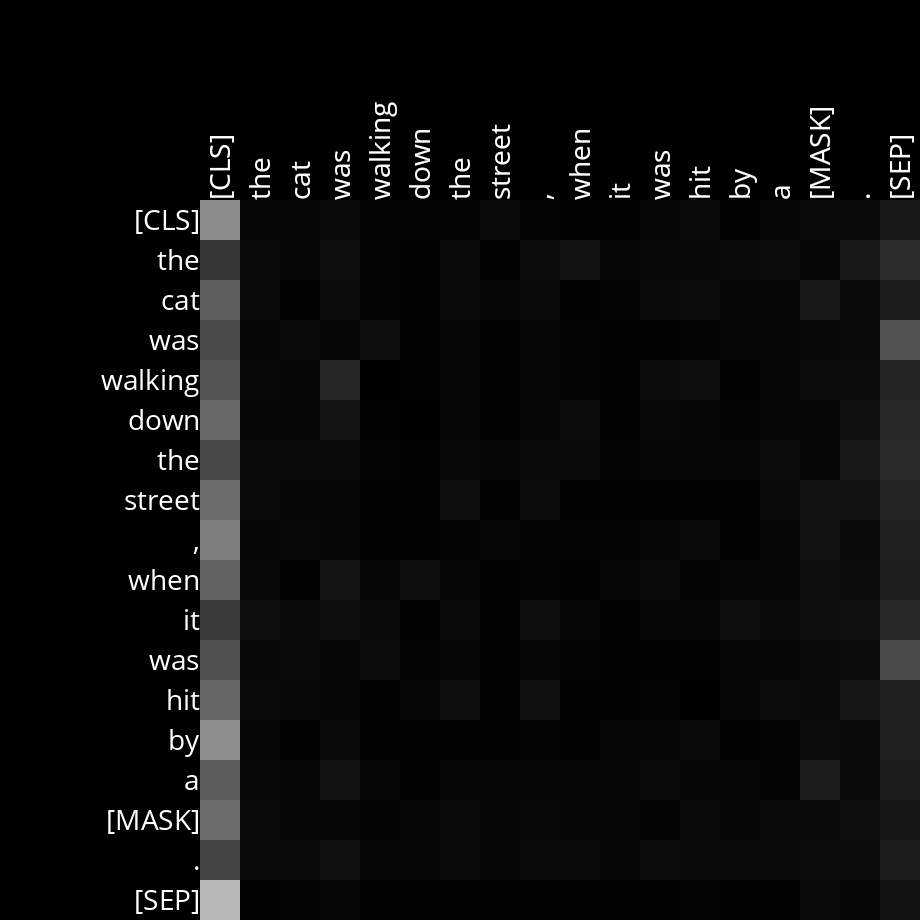 [CLS] the cat was walking down the street , when it was hit by a [MASK] . [SEP]
[CLS]
the
cat
was
walking
down
the
street
,
when
it
was
hit
by
a
[MASK]
.
[SEP]